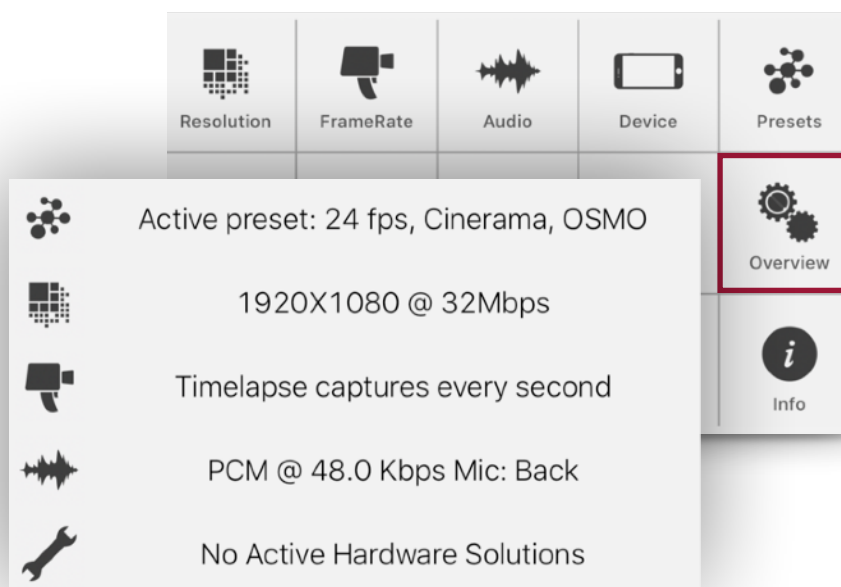 Resolution
FrameRate
Audio
Device
Presets
Overview
Info
Active preset: 24 fps, Cinerama, OSMO
1920X1080 @ 32Mbps
Timelapse captures every second
PCM @ 48.0 Kbps Mic: Back
No Active Hardware Solutions